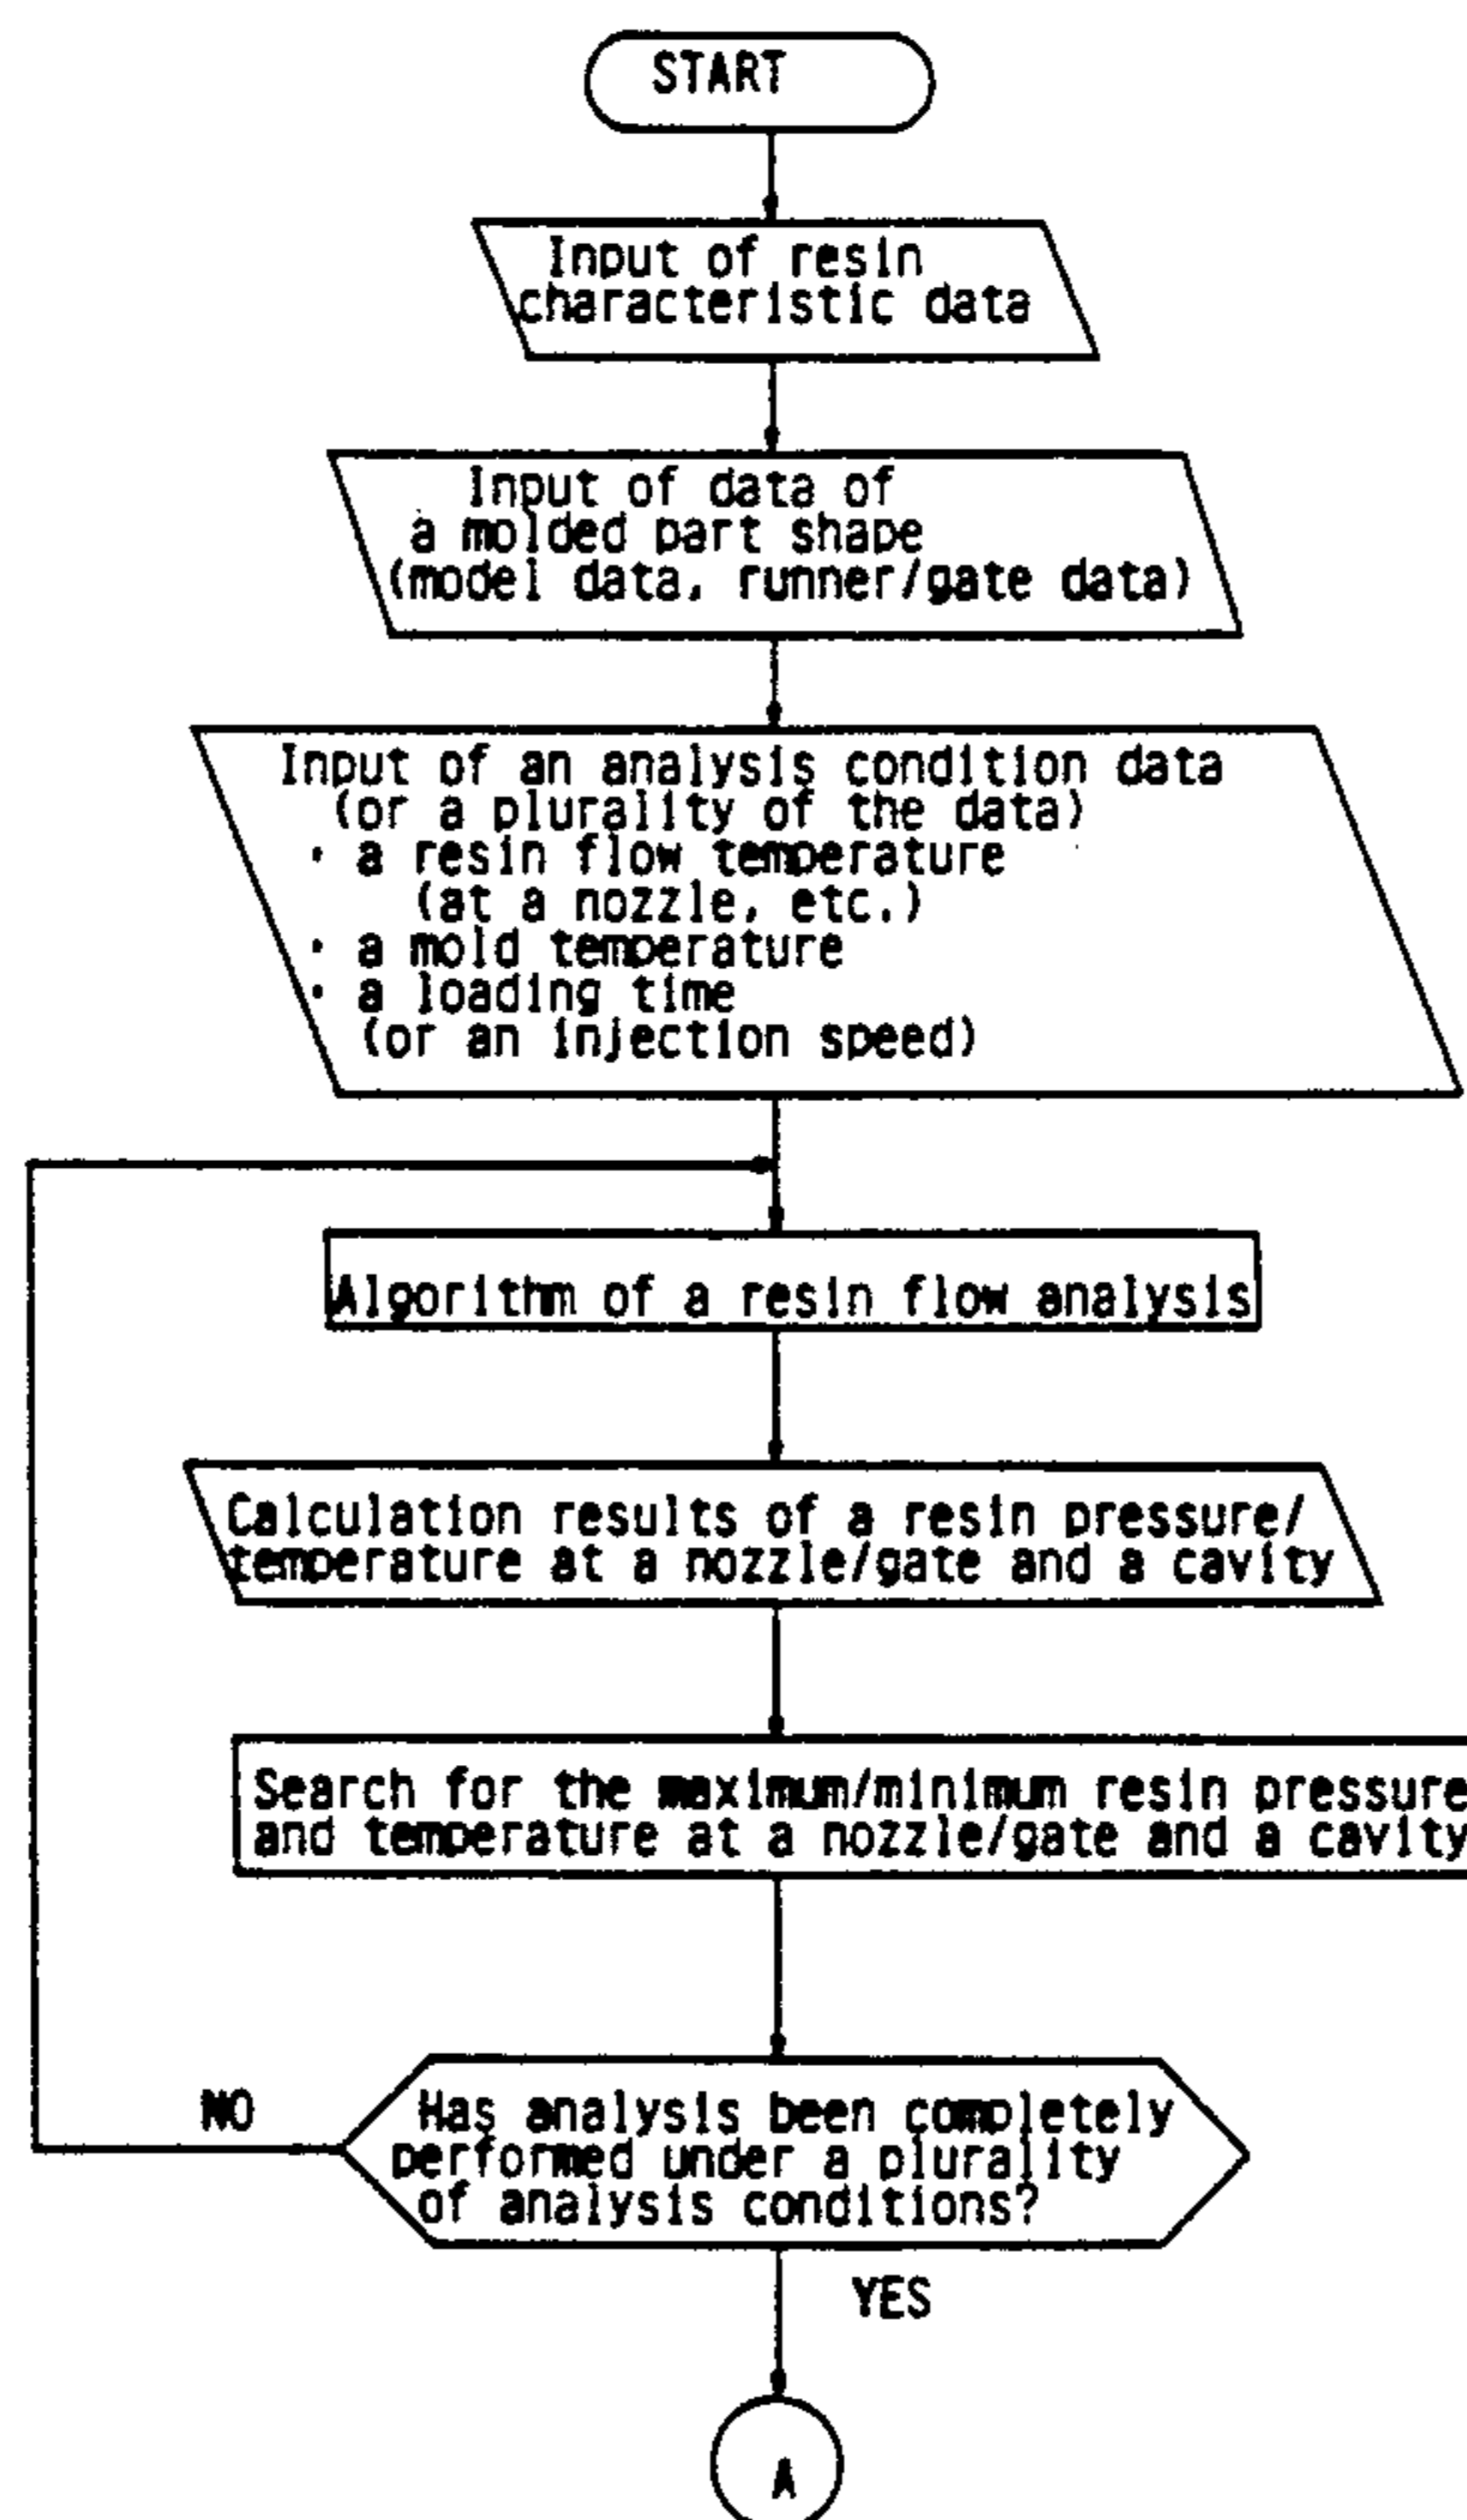 START
Input of resin
characteristic data
Input of data of
a molded part shape
(model data, runner/gate data)
Input of an analysis condition data
(or a plurality of the data)
· a resin flow temperature
(at a nozzle, etc.)
· a mold temperature
· a loading time
(or an injection speed)
Algorithm of a resin flow analysis
Calculation results of a resin pressure/
temperature at a nozzle/gate and a cavity
Search for the maximum/minimum resin pressure
and temperature at a nozzle/gate and a cavity
NO
Has analysis been completely
performed under a plurality
of analysis conditions?
YES
A